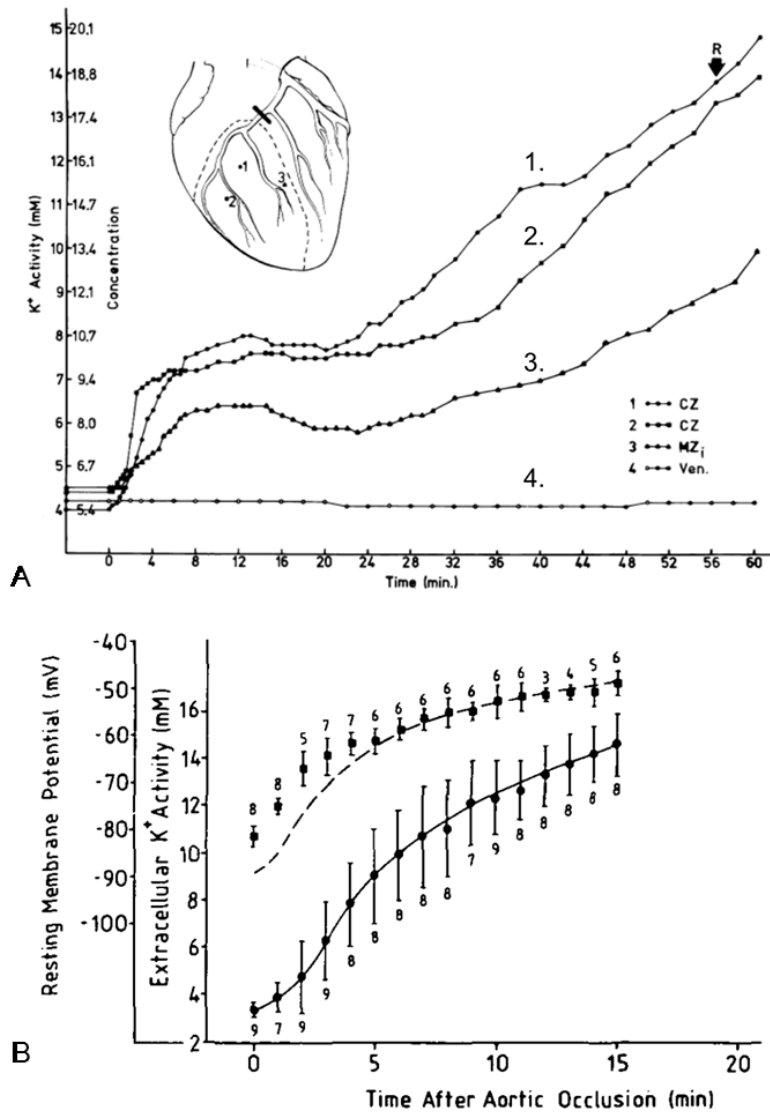 15 20.1
14 18.8
13 17.4
12 16.1
11 14.7
10 13.4
9 12.1
8 10.7
7 9.4
6 8.0
5 6.7
4 5.4
K+ Activity (mM)
Concentration
R
1
2
3
1.
2.
3.
4.
1 CZ
2 CZ
3 MZi
4 Ven.
0 4 8 12 16 20 24 28 32 36 40 44 48 52 56 60
Time (min.)
A
-40
-50
-60
-70
-80
-90
-100
Resting Membrane Potential (mV)
16
14
12
10
8
6
4
2
Extracellular K+ Activity (mM)
8 8 5 7 7 6 6 6 6 6 6 6 3 4 5 6
9 7 9 9 8 8 8 8 8 7 9 8 8 8 8 8
0 5 10 15 20
Time After Aortic Occlusion (min)
B